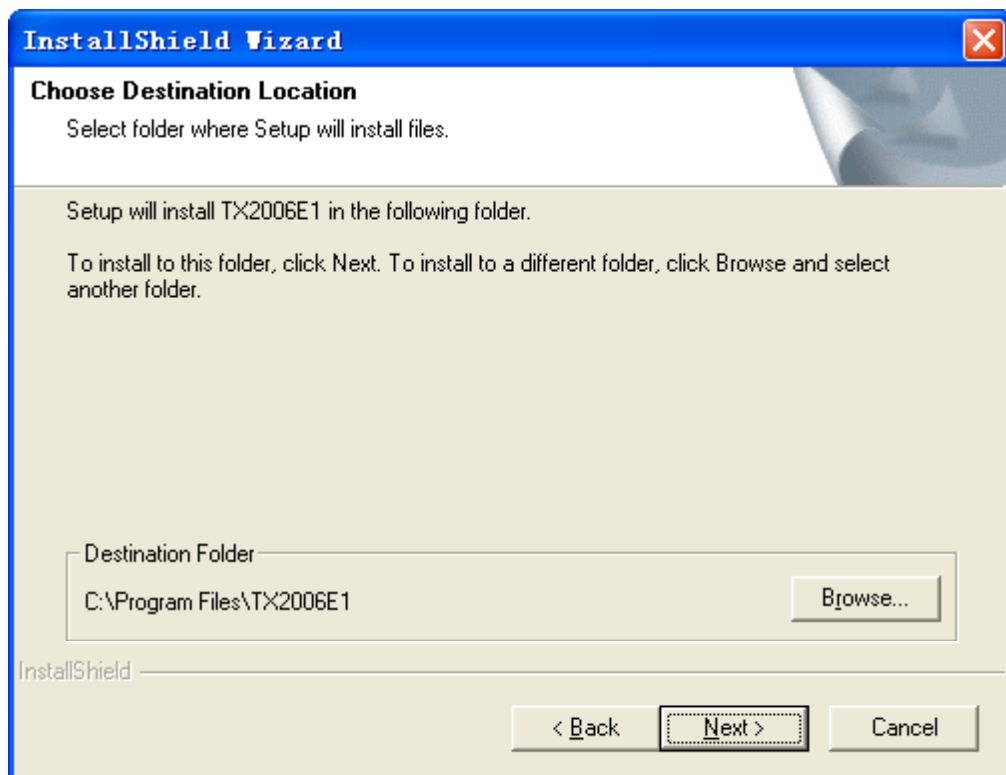 InstallShield Wizard
Choose Destination Location
Select folder where Setup will install files.
Setup will install TX2006E1 in the following folder.
To install to this folder, click Next. To install to a different folder, click Browse and select
another folder.
Destination Folder
C:\Program Files\TX2006E1
Browse...
InstallShield
< Back
Next >
Cancel